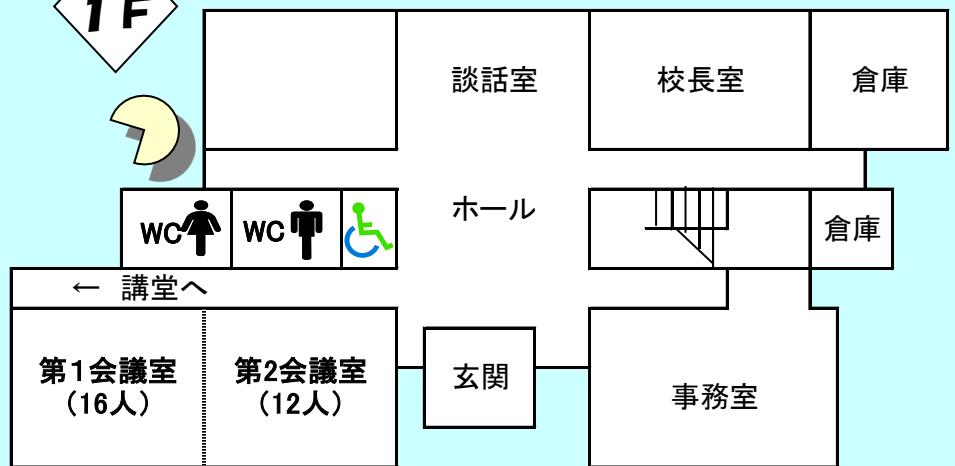 1F
談話室
校長室
倉庫
ホール
WC
WC
倉庫
← 講堂へ
第1会議室
(16人)
第2会議室
(12人)
玄関
事務室